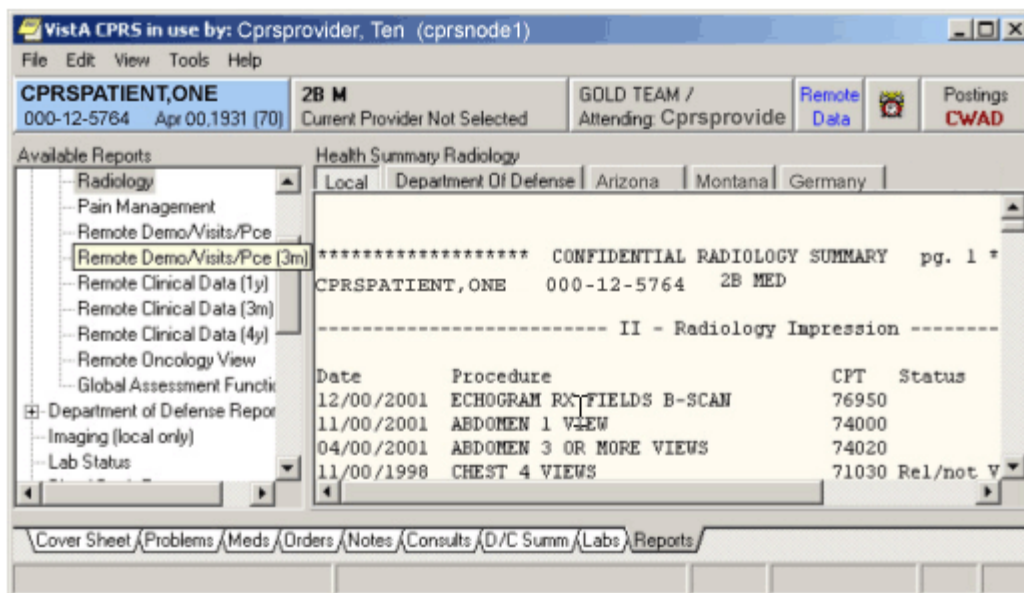 VistA CPRS in use by: Cprsprovider, Ten (cprsnode1)
File Edit View Tools Help
CPRSPATIENT,ONE
000-12-5764 Apr 00,1931 (70)
2B M
Current Provider Not Selected
GOLD TEAM /
Attending: Cprsprovide
Remote
Data
Postings
CWAD
Available Reports
Radiology
Pain Management
Remote Demo/Visits/Pce
Remote Demo/Visits/Pce (3m)
Remote Clinical Data (1y)
Remote Clinical Data (3m)
Remote Clinical Data (4y)
Remote Oncology View
Global Assessment Functio
Department of Defense Repor
Imaging (local only)
Lab Status
Health Summary Radiology
Local Department Of Defense Arizona Montana Germany
******************* CONFIDENTIAL RADIOLOGY SUMMARY pg. 1 *
CPRSPATIENT,ONE 000-12-5764 2B MED
-------------------------- II - Radiology Impression --------
Date Procedure CPT Status
12/00/2001 ECHOGRAM RX FIELDS B-SCAN 76950
11/00/2001 ABDOMEN 1 VIEW 74000
04/00/2001 ABDOMEN 3 OR MORE VIEWS 74020
11/00/1998 CHEST 4 VIEWS 71030 Rel/not V
Cover Sheet Problems Meds Orders Notes Consults D/C Summ Labs Reports